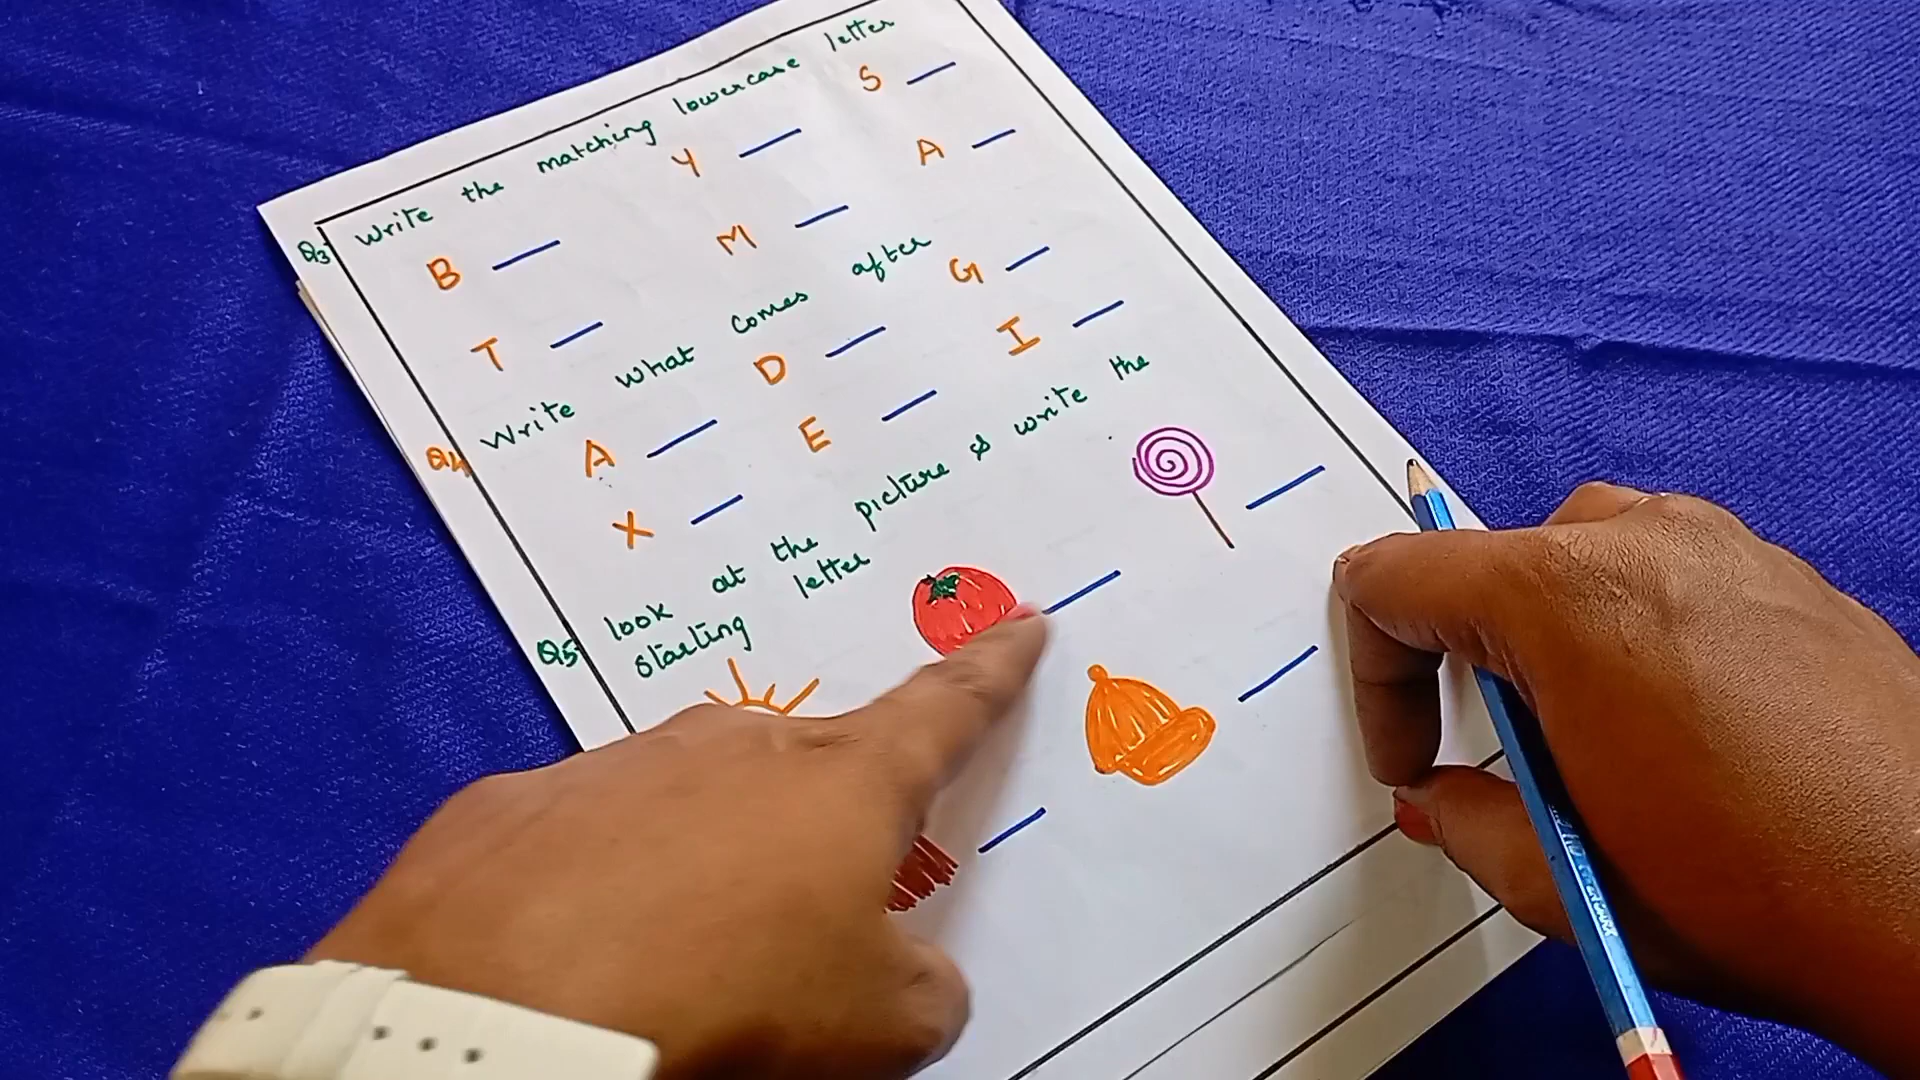 Q3 Write the matching lowercase letter
B Y S
T M A
Q4 Write what comes after
A D G
X E I
Q5 look at the picture & write the
starting letter